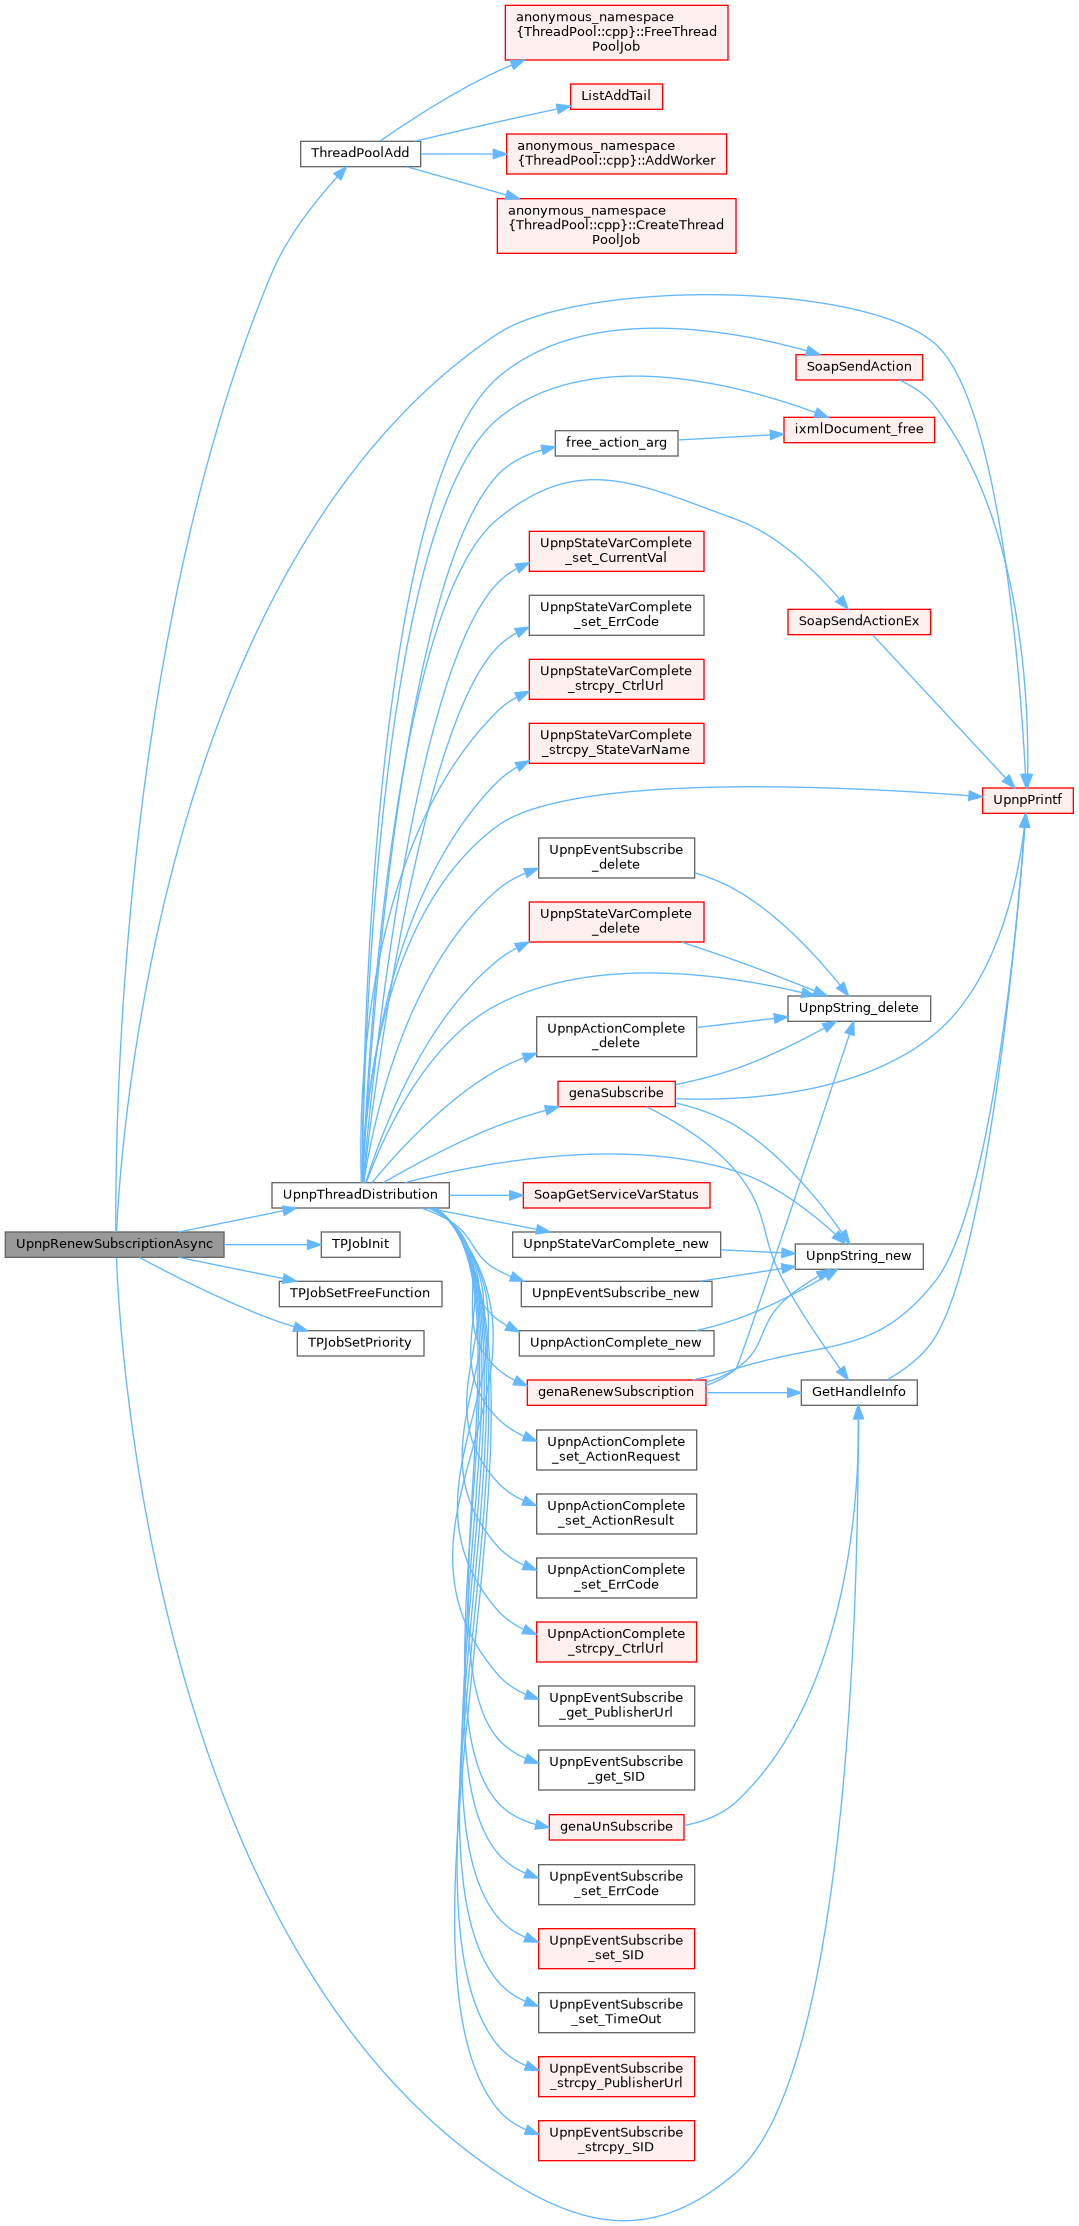 anonymous_namespace
{ThreadPool::cpp}::FreeThread
PoolJob
ListAddTail
ThreadPoolAdd
anonymous_namespace
{ThreadPool::cpp}::AddWorker
anonymous_namespace
{ThreadPool::cpp}::CreateThread
PoolJob
SoapSendAction
ixmlDocument_free
free_action_arg
UpnpStateVarComplete
_set_CurrentVal
UpnpStateVarComplete
_set_ErrCode
SoapSendActionEx
UpnpStateVarComplete
_strcpy_CtrlUrl
UpnpStateVarComplete
_strcpy_StateVarName
UpnpPrintf
UpnpEventSubscribe
_delete
UpnpStateVarComplete
_delete
UpnpString_delete
UpnpActionComplete
_delete
genaSubscribe
UpnpThreadDistribution
SoapGetServiceVarStatus
UpnpRenewSubscriptionAsync
TPJobInit
UpnpStateVarComplete_new
UpnpString_new
TPJobSetFreeFunction
UpnpEventSubscribe_new
TPJobSetPriority
UpnpActionComplete_new
genaRenewSubscription
GetHandleInfo
UpnpActionComplete
_set_ActionRequest
UpnpActionComplete
_set_ActionResult
UpnpActionComplete
_set_ErrCode
UpnpActionComplete
_strcpy_CtrlUrl
UpnpEventSubscribe
_get_PublisherUrl
UpnpEventSubscribe
_get_SID
genaUnSubscribe
UpnpEventSubscribe
_set_ErrCode
UpnpEventSubscribe
_set_SID
UpnpEventSubscribe
_set_TimeOut
UpnpEventSubscribe
_strcpy_PublisherUrl
UpnpEventSubscribe
_strcpy_SID